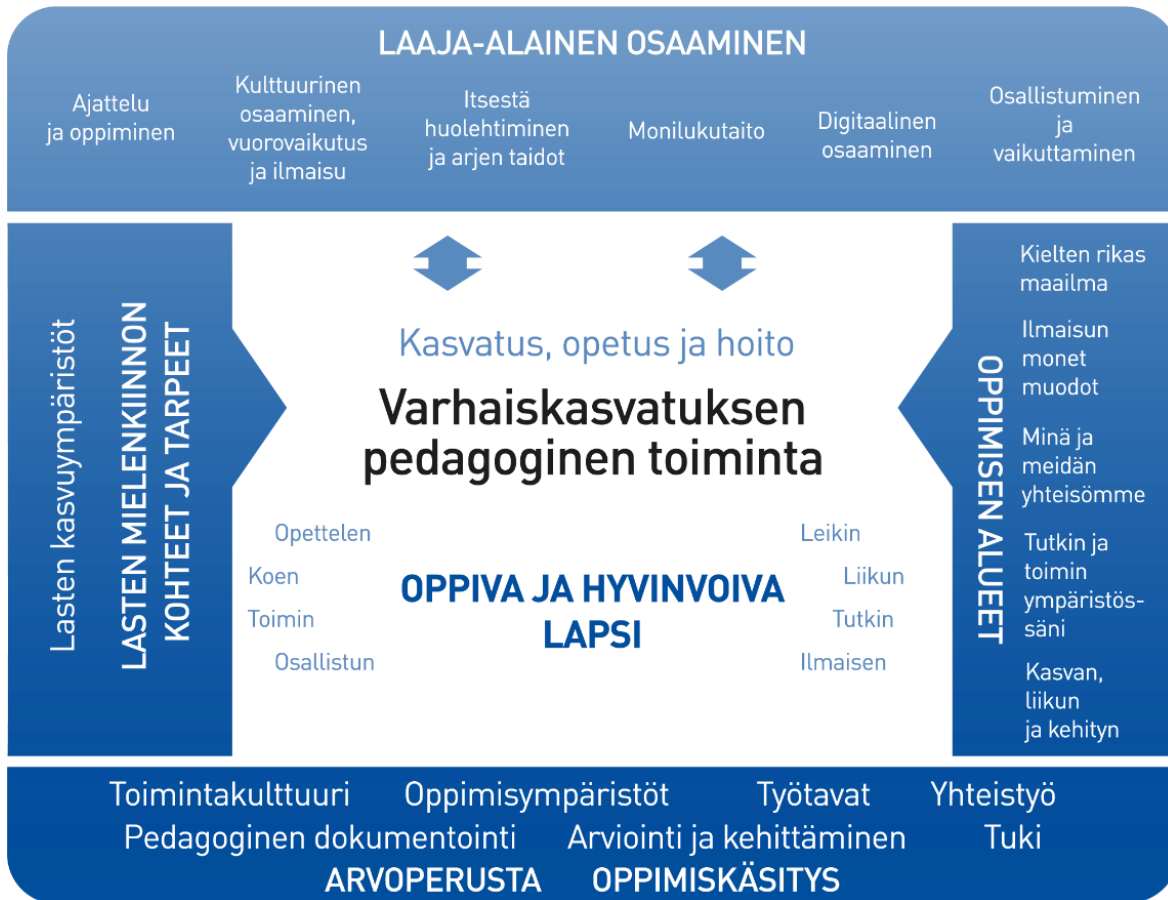 LAAJA-ALAINEN OSAAMINEN
Ajattelu
ja oppiminen
Kulttuurinen
osaaminen,
vuorovaikutus
ja ilmaisu
Itsestä
huolehtiminen
ja arjen taidot
Monilukutaito
Digitaalinen
osaaminen
Osallistuminen
ja
vaikuttaminen
Lasten kasvuympäristöt
LASTEN MIELENKIINNON
KOHTEET JA TARPEET
Kasvatus, opetus ja hoito
Varhaiskasvatuksen
pedagoginen toiminta
Opettelen
Koen
Toimin
Osallistun
OPPIVA JA HYVINVOIVA
LAPSI
Leikin
Liikun
Tutkin
Ilmaisen
OPPIMISEN ALUEET
Kielten rikas
maailma
Ilmaisun
monet
muodot
Minä ja
meidän
yhteisömme
Tutkin ja
toimin
ympäristös-
säni
Kasvan,
liikun
ja kehityn
Toimintakulttuuri Oppimisympäristöt Työtavat Yhteistyö
Pedagoginen dokumentointi Arviointi ja kehittäminen Tuki
ARVOPERUSTA OPPIMISKÄSITYS